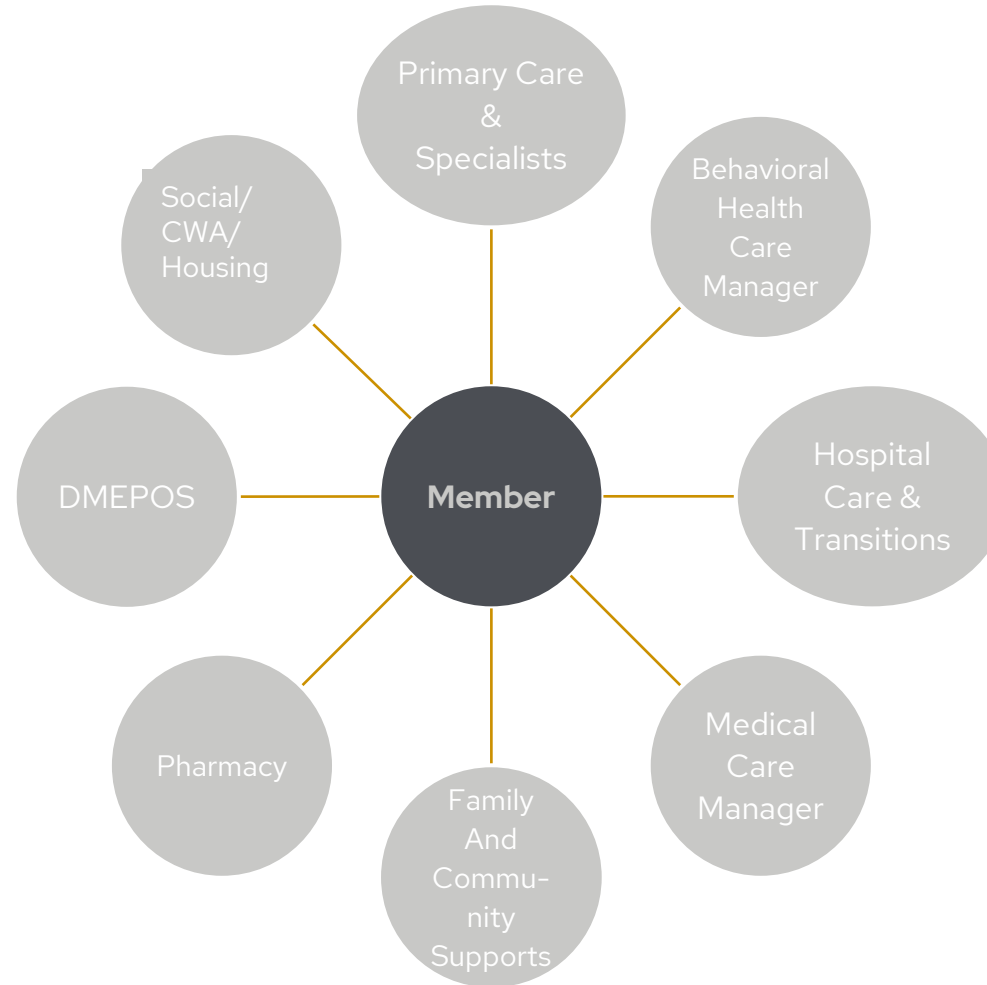 Primary Care
&
Specialists
Behavioral
Health
Care
Manager
Social/
CWA/
Housing
Hospital
Care &
Transitions
DMEPOS
Member
Medical
Care
Manager
Pharmacy
Family
And
Commu-
nity
Supports